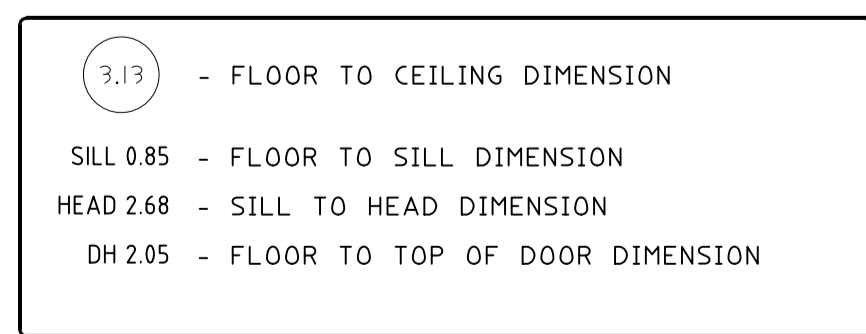 3.13 - FLOOR TO CEILING DIMENSION
SILL 0.85 - FLOOR TO SILL DIMENSION
HEAD 2.68 - SILL TO HEAD DIMENSION
DH 2.05 - FLOOR TO TOP OF DOOR DIMENSION